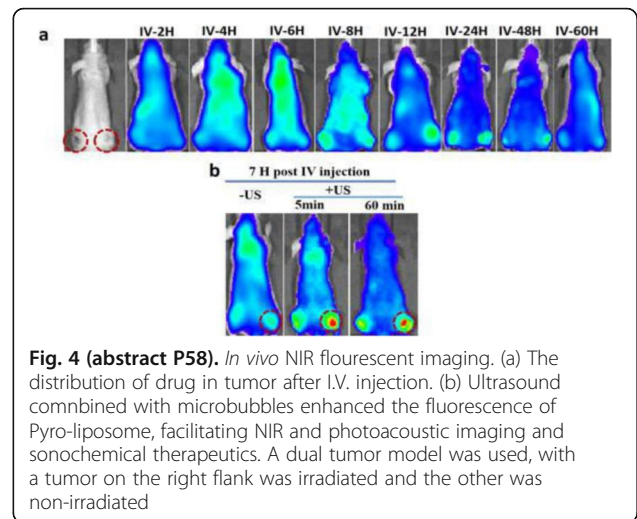 a
IV-2H IV-4H IV-6H IV-8H IV-12H IV-24H IV-48H IV-60H
b
7 H post IV injection
-US +US
5min 60 min
Fig. 4 (abstract P58). In vivo NIR flourescent imaging. (a) The
distribution of drug in tumor after I.V. injection. (b) Ultrasound
comnbined with microbubbles enhanced the fluorescence of
Pyro-liposome, facilitating NIR and photoacoustic imaging and
sonochemical therapeutics. A dual tumor model was used, with
a tumor on the right flank was irradiated and the other was
non-irradiated